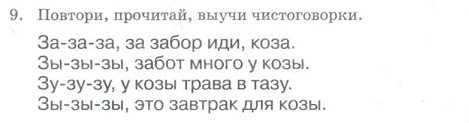 9. Повтори, прочитай, выучи чистоговорки.
За-за-за, за забор иди, коза.
Зы-зы-зы, забот много у козы.
Зу-зу-зу, у козы трава в тазу.
Зы-зы-зы, это завтрак для козы.